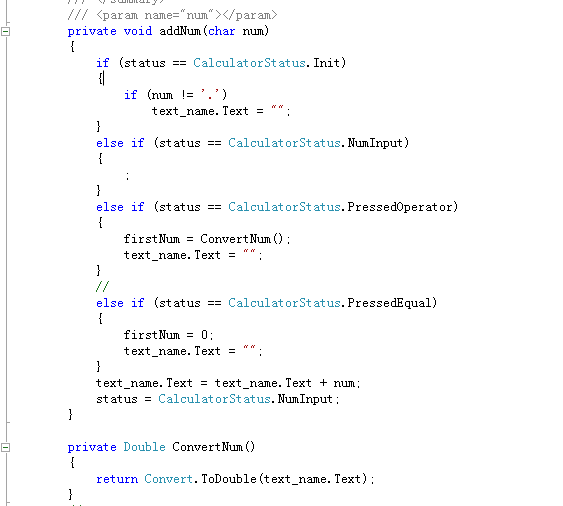 /// </summary>
/// <param name="num"></param>
private void addNum(char num)
{
if (status == CalculatorStatus.Init)
{
if (num != '.')
text_name.Text = "";
}
else if (status == CalculatorStatus.NumInput)
{
;
}
else if (status == CalculatorStatus.PressedOperator)
{
firstNum = ConvertNum();
text_name.Text = "";
}
//
else if (status == CalculatorStatus.PressedEqual)
{
firstNum = 0;
text_name.Text = "";
}
text_name.Text = text_name.Text + num;
status = CalculatorStatus.NumInput;
}
private Double ConvertNum()
{
return Convert.ToDouble(text_name.Text);
}